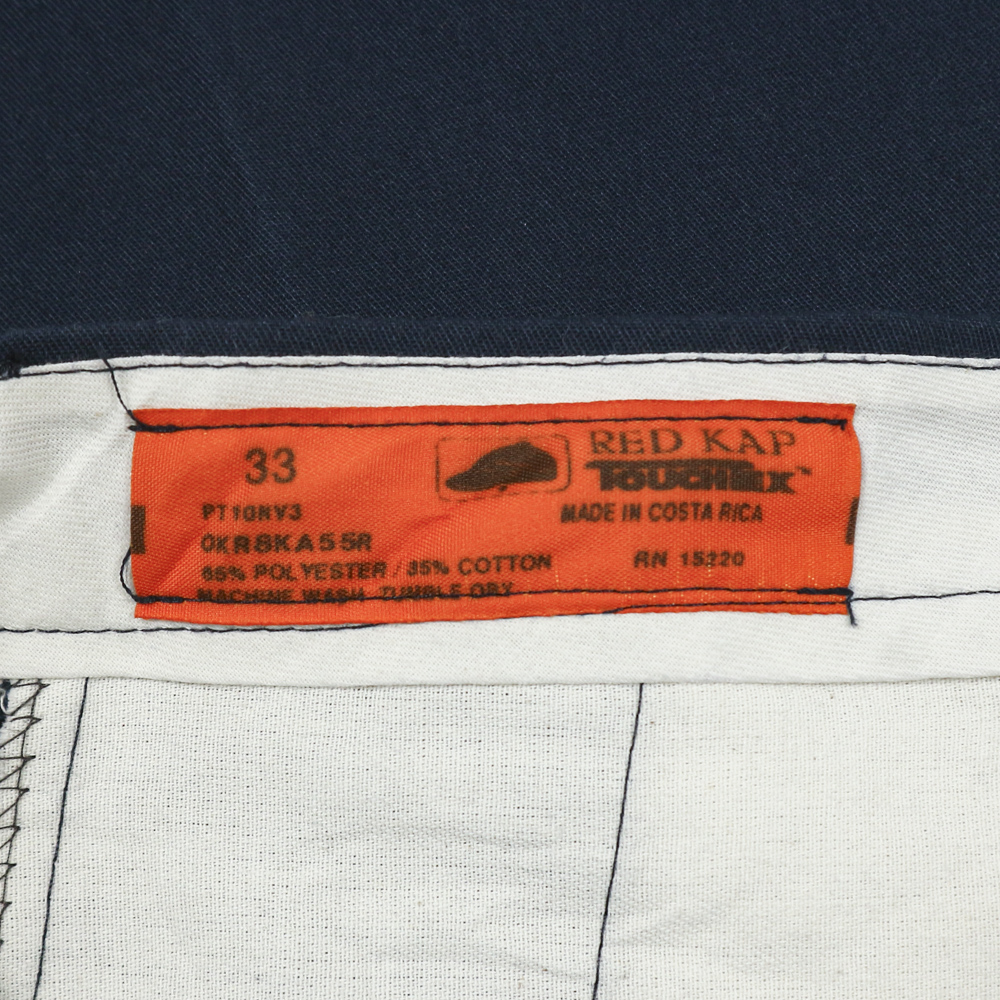 33
RED KAP
TOUCHTEX™
PT10NV3
MADE IN COSTA RICA
0KR8KA55R
65% POLYESTER / 35% COTTON
RN 15220
MACHINE WASH, TUMBLE DRY